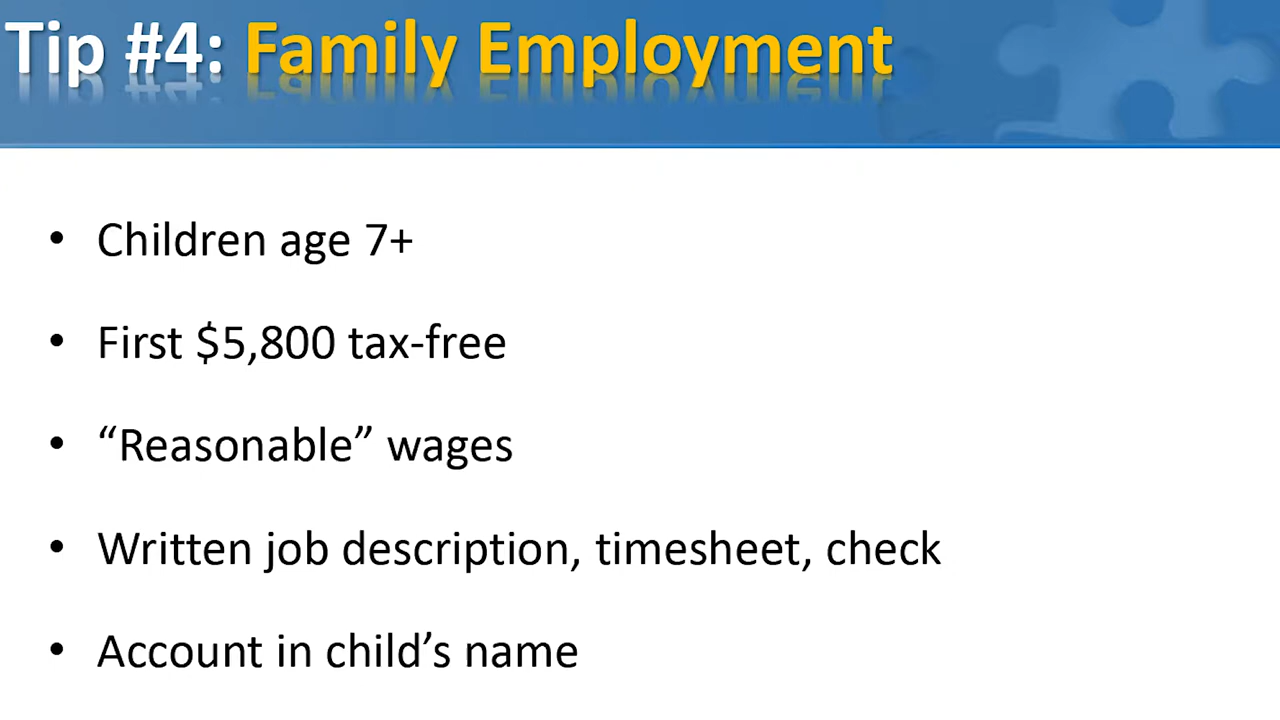 Tip #4: Family Employment
• Children age 7+
• First $5,800 tax-free
• “Reasonable” wages
• Written job description, timesheet, check
• Account in child’s name